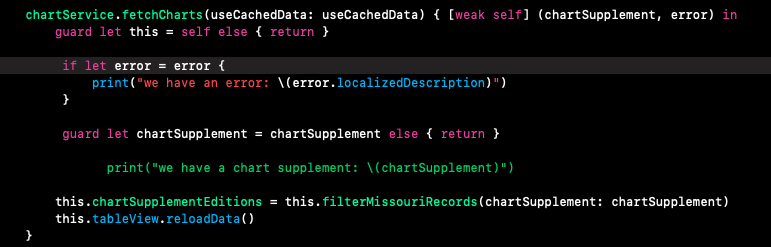 chartService.fetchCharts(useCachedData: useCachedData) { [weak self] (chartSupplement, error) in
guard let this = self else { return }
if let error = error {
print("we have an error: \(error.localizedDescription)")
}
guard let chartSupplement = chartSupplement else { return }
print("we have a chart supplement: \(chartSupplement)")
this.chartSupplementEditions = this.filterMissouriRecords(chartSupplement: chartSupplement)
this.tableView.reloadData()
}